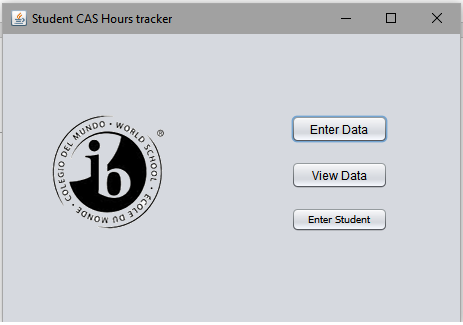 Student CAS Hours tracker
COLEGIO DEL MUNDO • WORLD SCHOOL • ÉCOLE DU MONDE •
®
ib
Enter Data
View Data
Enter Student